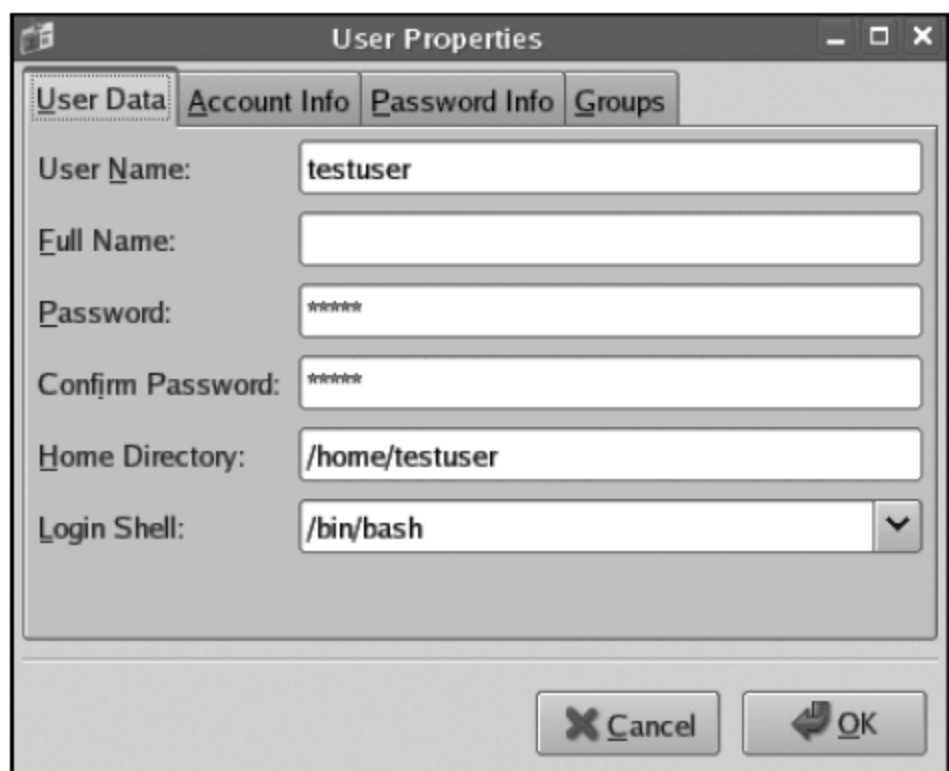 User Properties
User Data Account Info Password Info Groups
User Name: testuser
Full Name:
Password: *****
Confirm Password: *****
Home Directory: /home/testuser
Login Shell: /bin/bash
Cancel OK